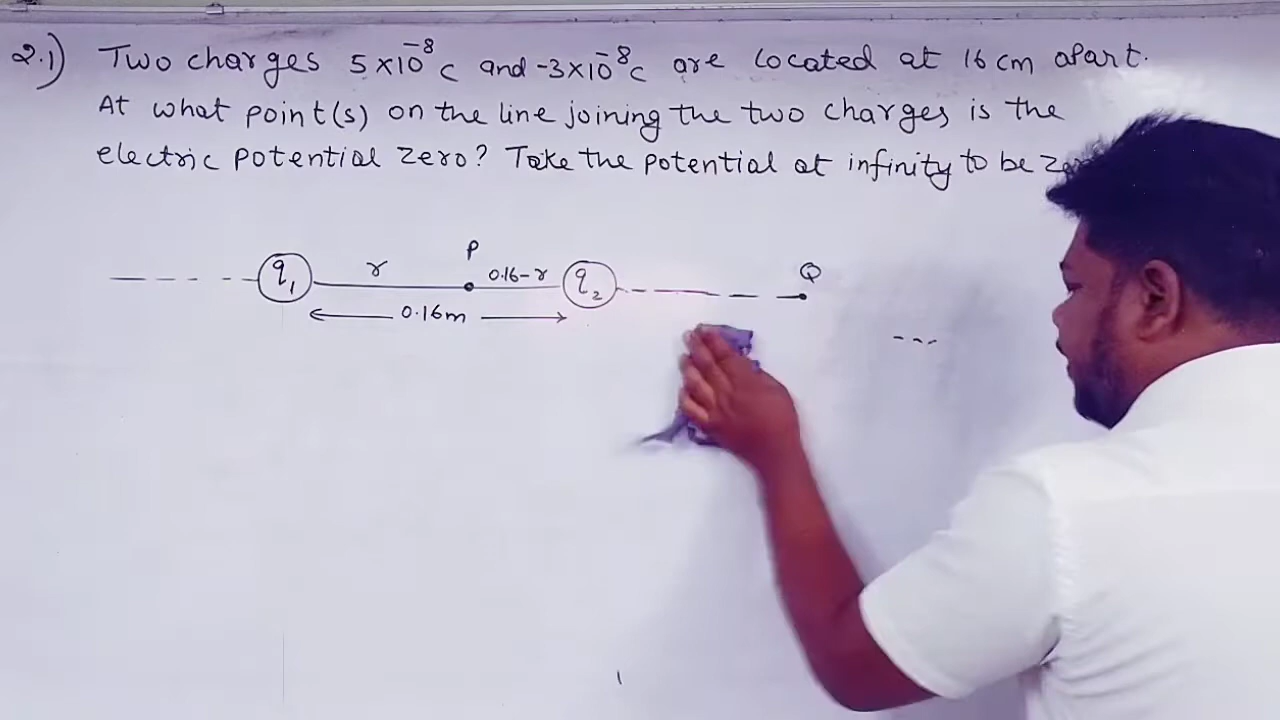 2.1) Two charges 5×10⁻⁸C and -3×10⁻⁸C are located at 16 cm apart.
At what point(s) on the line joining the two charges is the
electric potential zero? Take the potential at infinity to be
P
q₁ r 0.16-r q₂ Q
0.16m